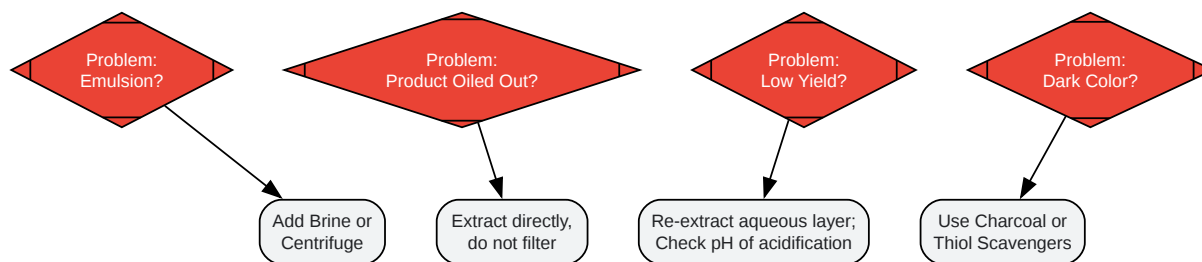 Problem:
Emulsion?
Problem:
Product Oiled Out?
Problem:
Low Yield?
Problem:
Dark Color?
Add Brine or
Centrifuge
Extract directly,
do not filter
Re-extract aqueous layer;
Check pH of acidification
Use Charcoal or
Thiol Scavengers